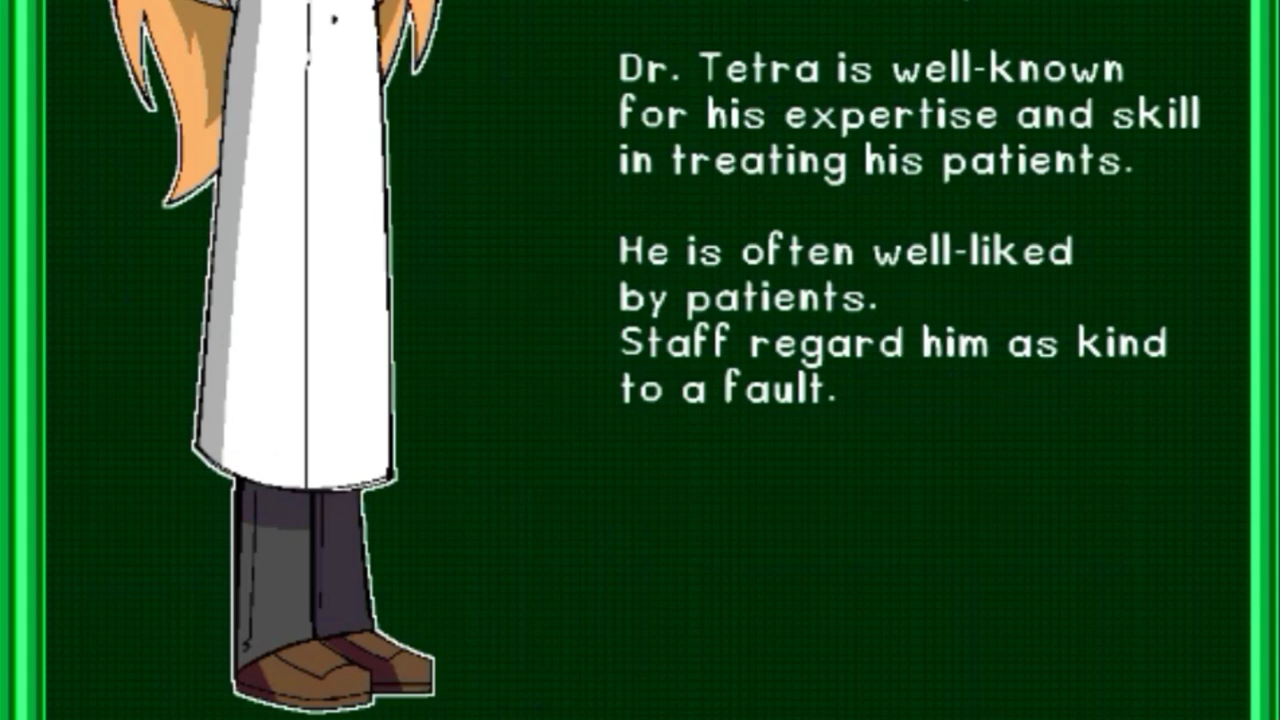 Dr. Tetra is well-known
for his expertise and skill
in treating his patients.
He is often well-liked
by patients.
Staff regard him as kind
to a fault.